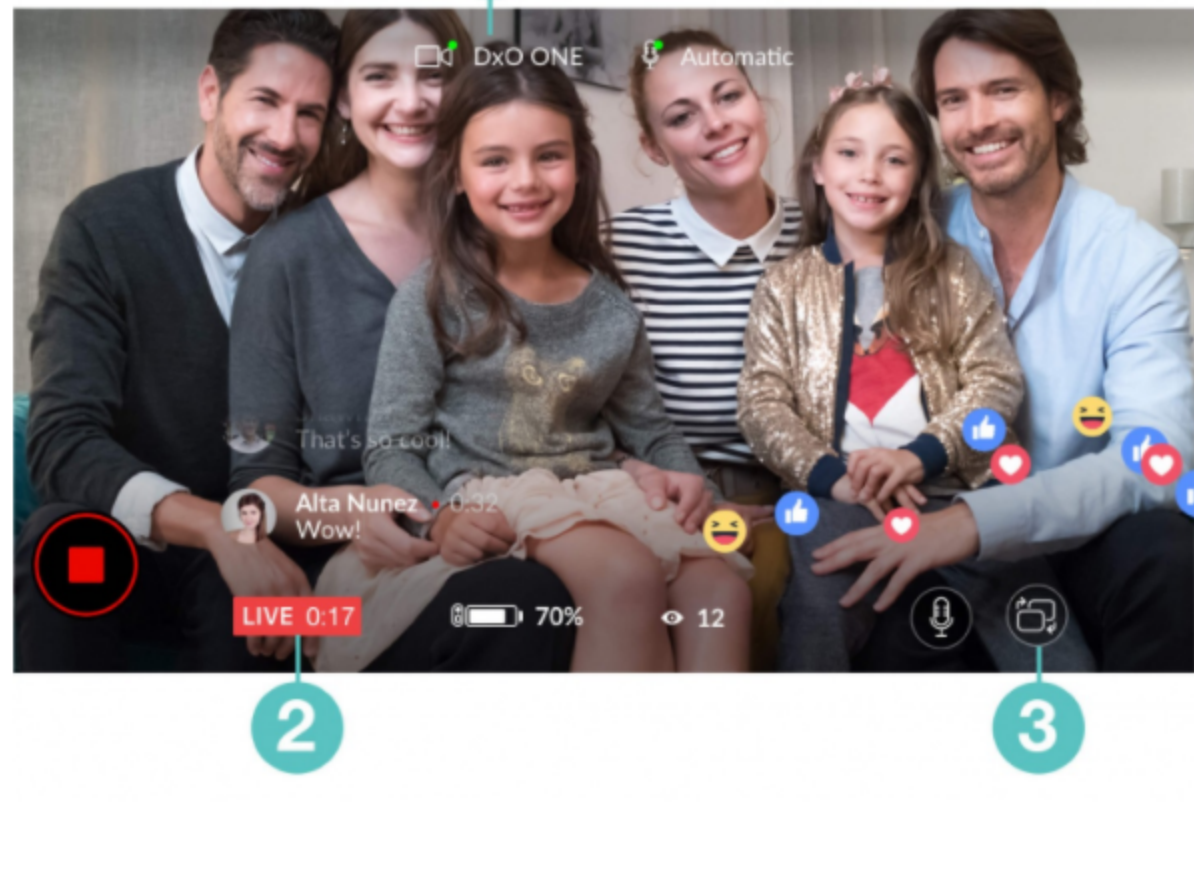 DxO ONE
Automatic
That's so cool!
Alta Nunez • 0:32
Wow!
LIVE 0:17
70%
12
2
3